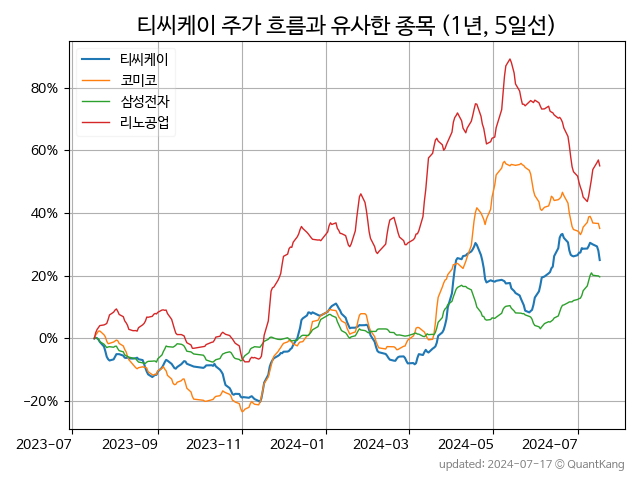 티씨케이 주가 흐름과 유사한 종목 (1년, 5일선)
티씨케이
코미코
삼성전자
리노공업
80%
60%
40%
20%
0%
−20%
2023-07 2023-09 2023-11 2024-01 2024-03 2024-05 2024-07
updated: 2024-07-17 © QuantKang